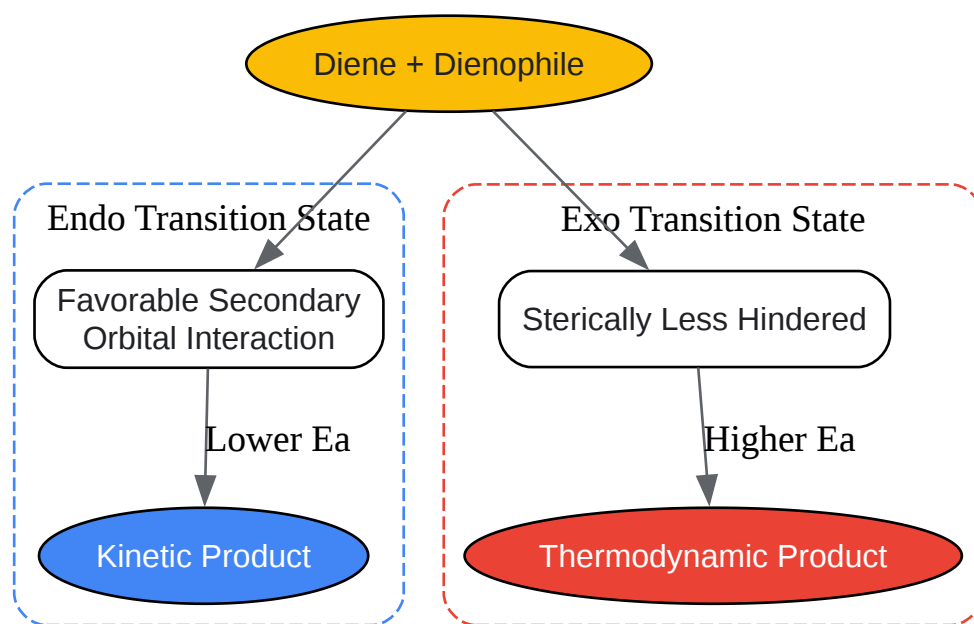 Diene + Dienophile
Endo Transition State
Exo Transition State
Favorable Secondary
Orbital Interaction
Sterically Less Hindered
Lower Ea
Higher Ea
Kinetic Product
Thermodynamic Product